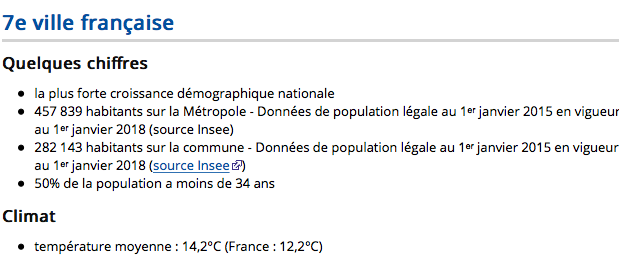 7e ville française
Quelques chiffres
la plus forte croissance démographique nationale
457 839 habitants sur la Métropole - Données de population légale au 1er janvier 2015 en vigueur
au 1er janvier 2018 (source Insee)
282 143 habitants sur la commune - Données de population légale au 1er janvier 2015 en vigueur
au 1er janvier 2018 (source Insee)
50% de la population a moins de 34 ans
Climat
température moyenne : 14,2°C (France : 12,2°C)